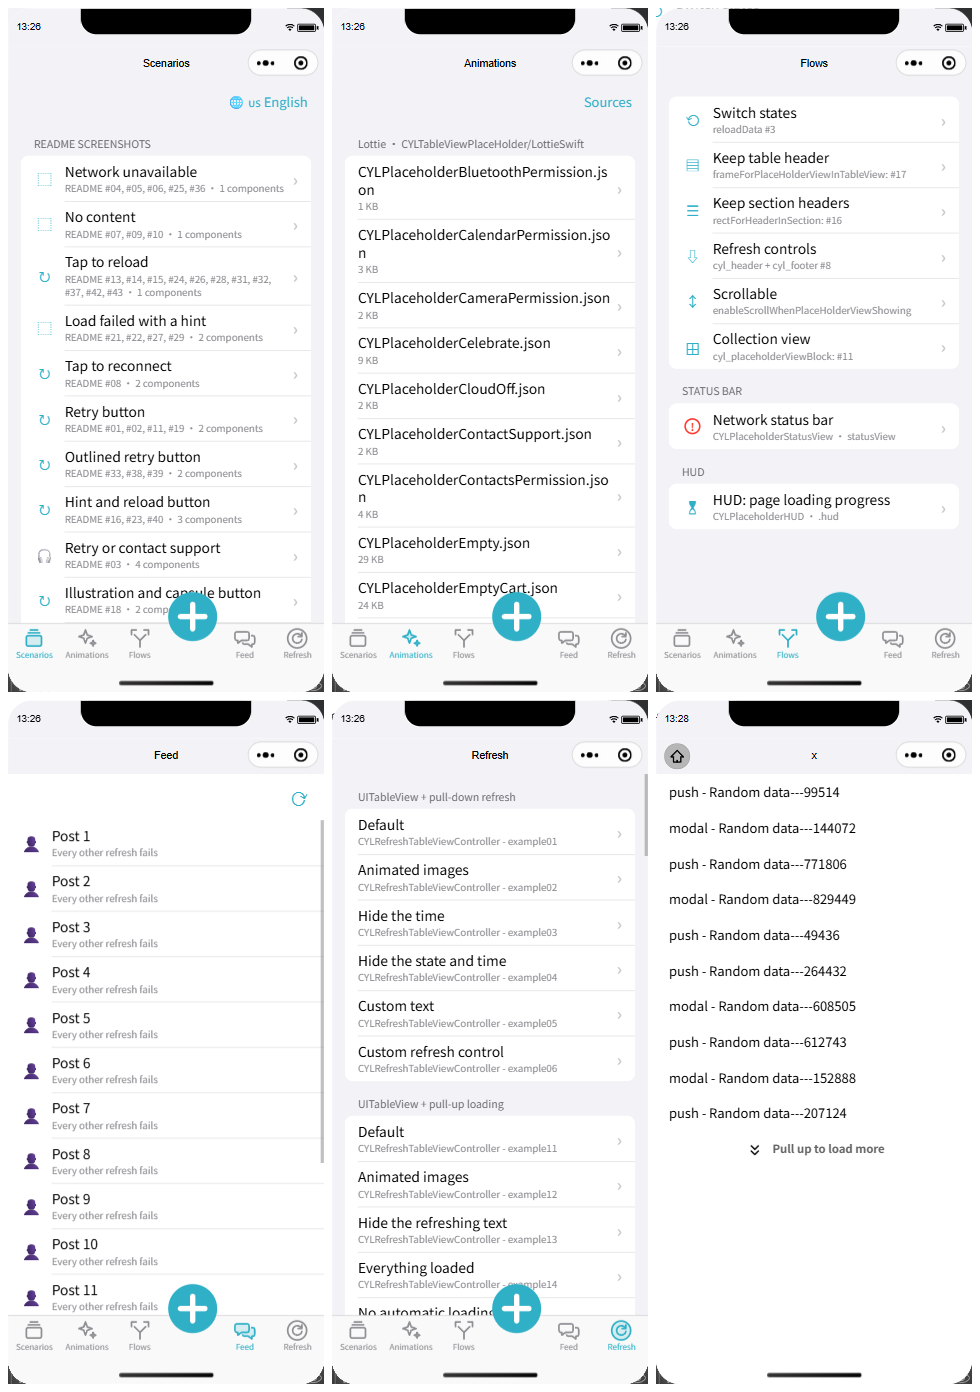 13:26
Scenarios
us English
README SCREENSHOTS
Network unavailable
README #04, #05, #06, #25, #36 • 1 components
No content
README #07, #09, #10 • 1 components
Tap to reload
README #13, #14, #15, #24, #26, #28, #31, #32,
#37, #42, #43 • 1 components
Load failed with a hint
README #21, #22, #27, #29 • 2 components
Tap to reconnect
README #08 • 2 components
Retry button
README #01, #02, #11, #19 • 2 components
Outlined retry button
README #33, #38, #39 • 2 components
Hint and reload button
README #16, #23, #40 • 3 components
Retry or contact support
README #03 • 4 components
Illustration and capsule button
README #18 • 2
Scenarios Animations Flows Feed Refresh
13:26
Animations
Sources
Lottie • CYLTableViewPlaceHolder/LottieSwift
CYLPlaceholderBluetoothPermission.js
on
1 KB
CYLPlaceholderCalendarPermission.jso
n
3 KB
CYLPlaceholderCameraPermission.json
2 KB
CYLPlaceholderCelebrate.json
9 KB
CYLPlaceholderCloudOff.json
2 KB
CYLPlaceholderContactSupport.json
2 KB
CYLPlaceholderContactsPermission.jso
n
4 KB
CYLPlaceholderEmpty.json
29 KB
CYLPlaceholderEmptyCart.json
24 KB
Scenarios Animations Flows Feed Refresh
13:26
Flows
Switch states
reloadData #3
Keep table header
frameForPlaceHolderViewInTableView: #17
Keep section headers
rectForHeaderInSection: #16
Refresh controls
cyl_header + cyl_footer #8
Scrollable
enableScrollWhenPlaceHolderViewShowing
Collection view
cyl_placeholderViewBlock: #11
STATUS BAR
Network status bar
CYLPlaceholderStatusView • statusView
HUD
HUD: page loading progress
CYLPlaceholderHUD • .hud
Scenarios Animations Flows Feed Refresh
13:26
Feed
Post 1
Every other refresh fails
Post 2
Every other refresh fails
Post 3
Every other refresh fails
Post 4
Every other refresh fails
Post 5
Every other refresh fails
Post 6
Every other refresh fails
Post 7
Every other refresh fails
Post 8
Every other refresh fails
Post 9
Every other refresh fails
Post 10
Every other refresh fails
Post 11
Every other refresh fails
Scenarios Animations Flows Feed Refresh
13:26
Refresh
UITableView + pull-down refresh
Default
CYLRefreshTableViewController - example01
Animated images
CYLRefreshTableViewController - example02
Hide the time
CYLRefreshTableViewController - example03
Hide the state and time
CYLRefreshTableViewController - example04
Custom text
CYLRefreshTableViewController - example05
Custom refresh control
CYLRefreshTableViewController - example06
UITableView + pull-up loading
Default
CYLRefreshTableViewController - example11
Animated images
CYLRefreshTableViewController - example12
Hide the refreshing text
CYLRefreshTableViewController - example13
Everything loaded
CYLRefreshTableViewController - example14
No automatic loading
Scenarios Animations Flows Feed Refresh
13:28
x
push - Random data---99514
modal - Random data---144072
push - Random data---771806
modal - Random data---829449
push - Random data---49436
push - Random data---264432
modal - Random data---608505
push - Random data---612743
modal - Random data---152888
push - Random data---207124
Pull up to load more